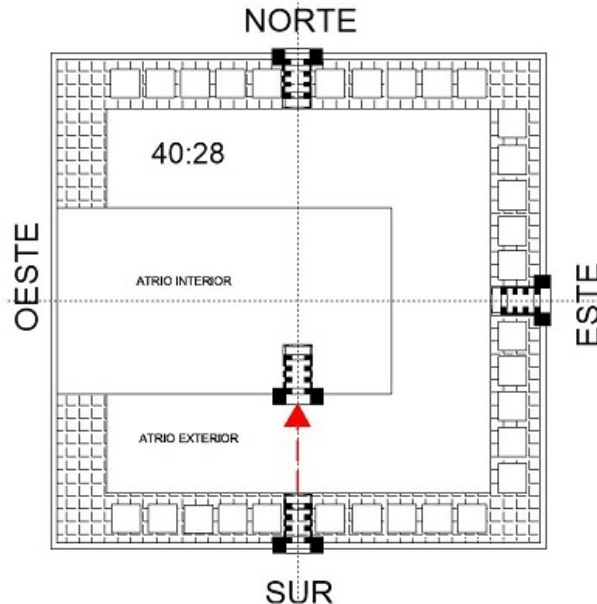 NORTE
40:28
OESTE
ATRIO INTERIOR
ESTE
ATRIO EXTERIOR
SUR